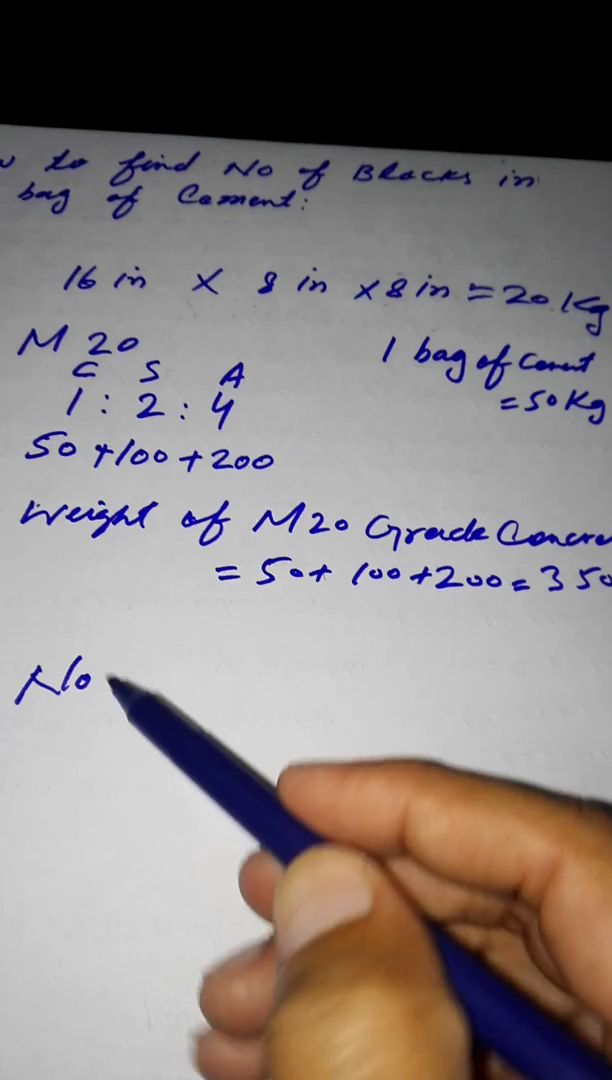 to find No of Blocks in
bag of Cement:
16 in X 8 in x 8 in = 20 Kg
M 20
1 bag of Cement
= 50 Kg
C S A
1 : 2 : 4
50 + 100 + 200
Weight of M20 Grade Concre
= 50 + 100 + 200 = 350
No